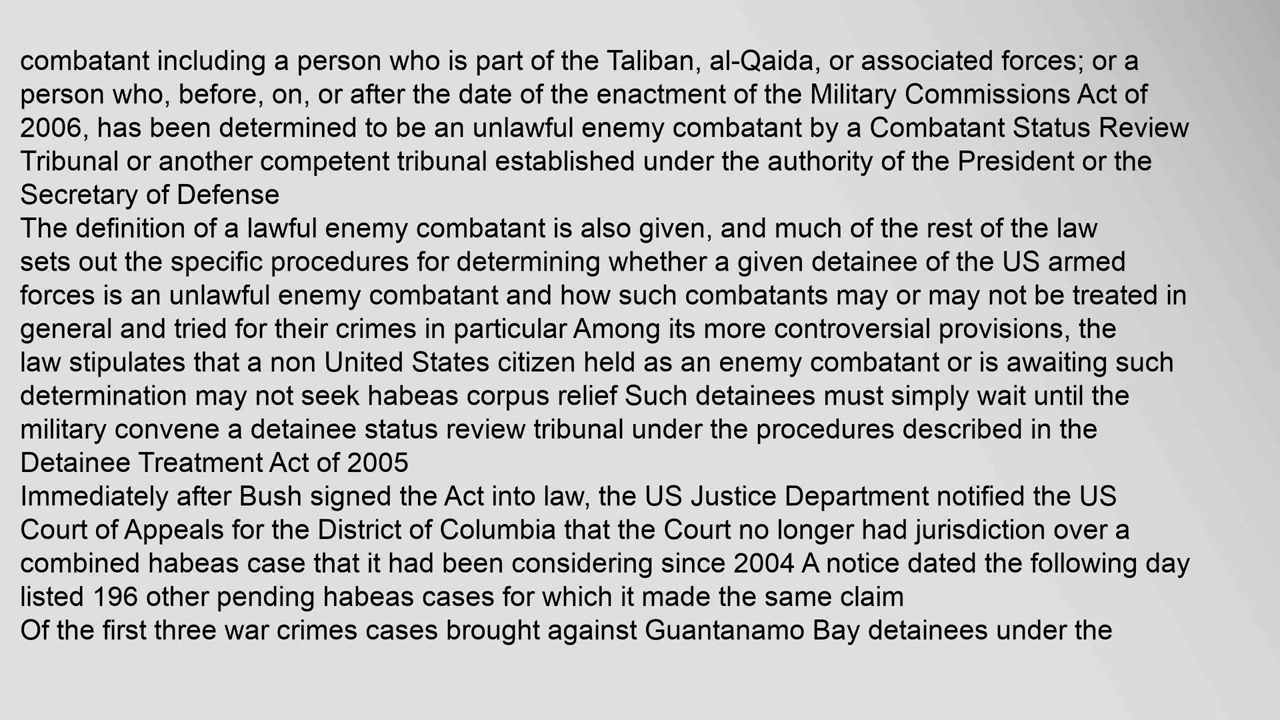 combatant including a person who is part of the Taliban, al-Qaida, or associated forces; or a
person who, before, on, or after the date of the enactment of the Military Commissions Act of
2006, has been determined to be an unlawful enemy combatant by a Combatant Status Review
Tribunal or another competent tribunal established under the authority of the President or the
Secretary of Defense
The definition of a lawful enemy combatant is also given, and much of the rest of the law
sets out the specific procedures for determining whether a given detainee of the US armed
forces is an unlawful enemy combatant and how such combatants may or may not be treated in
general and tried for their crimes in particular Among its more controversial provisions, the
law stipulates that a non United States citizen held as an enemy combatant or is awaiting such
determination may not seek habeas corpus relief Such detainees must simply wait until the
military convene a detainee status review tribunal under the procedures described in the
Detainee Treatment Act of 2005
Immediately after Bush signed the Act into law, the US Justice Department notified the US
Court of Appeals for the District of Columbia that the Court no longer had jurisdiction over a
combined habeas case that it had been considering since 2004 A notice dated the following day
listed 196 other pending habeas cases for which it made the same claim
Of the first three war crimes cases brought against Guantanamo Bay detainees under the